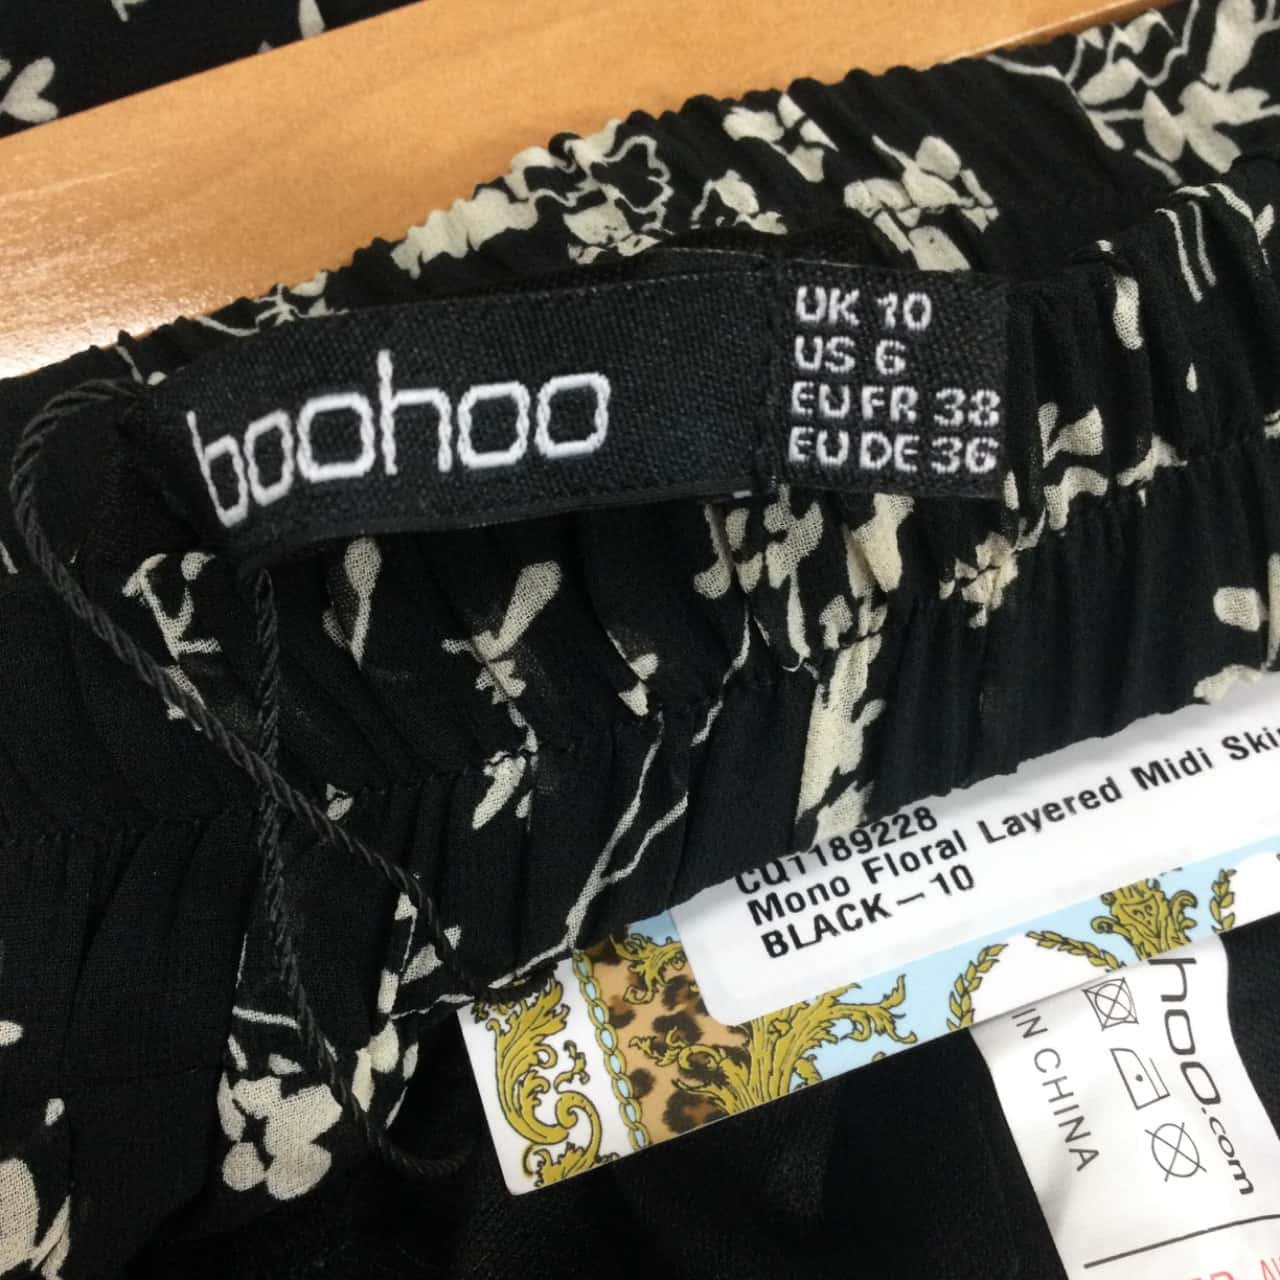 boohoo
UK 10
US 6
EU FR 38
EU DE 36
CQ1189228
Mono Floral Layered Midi
BLACK-10
hoo.com
IN CHINA